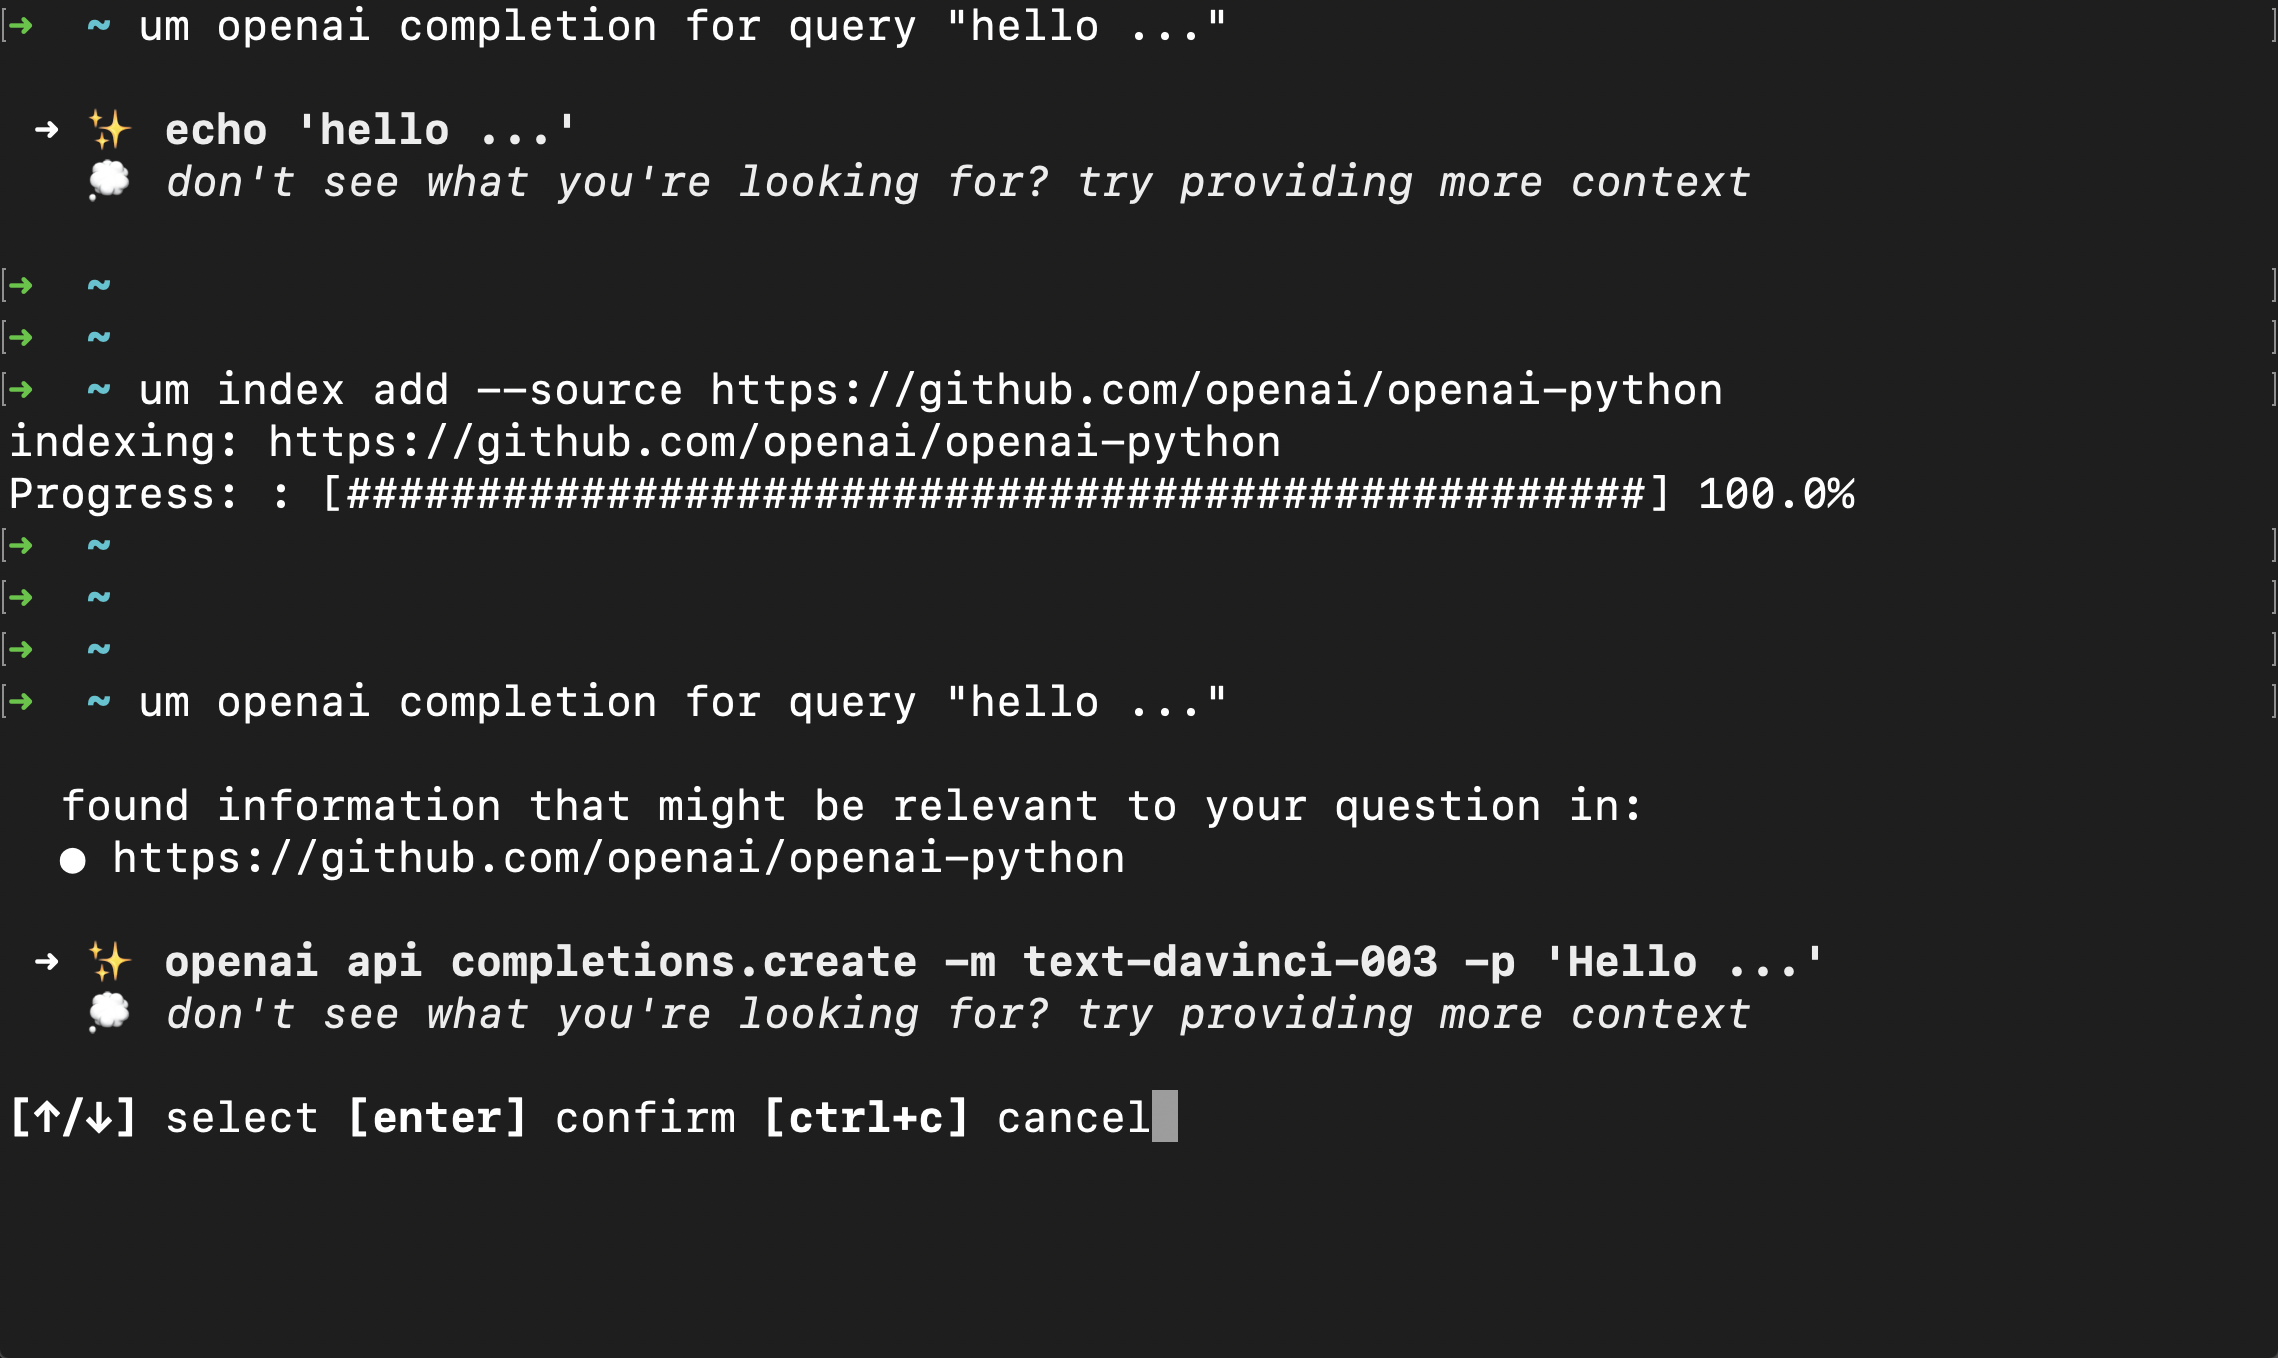 [➜ ~ um openai completion for query "hello ..." ]
➜ ✨ echo 'hello ...'
💭 don't see what you're looking for? try providing more context
[➜ ~ ]
[➜ ~ ]
[➜ ~ um index add --source https://github.com/openai/openai-python ]
indexing: https://github.com/openai/openai-python
Progress: : [##################################################] 100.0%
[➜ ~ ]
[➜ ~ ]
[➜ ~ ]
[➜ ~ um openai completion for query "hello ..." ]
found information that might be relevant to your question in:
● https://github.com/openai/openai-python
➜ ✨ openai api completions.create -m text-davinci-003 -p 'Hello ...'
💭 don't see what you're looking for? try providing more context
[↑/↓] select [enter] confirm [ctrl+c] cancel